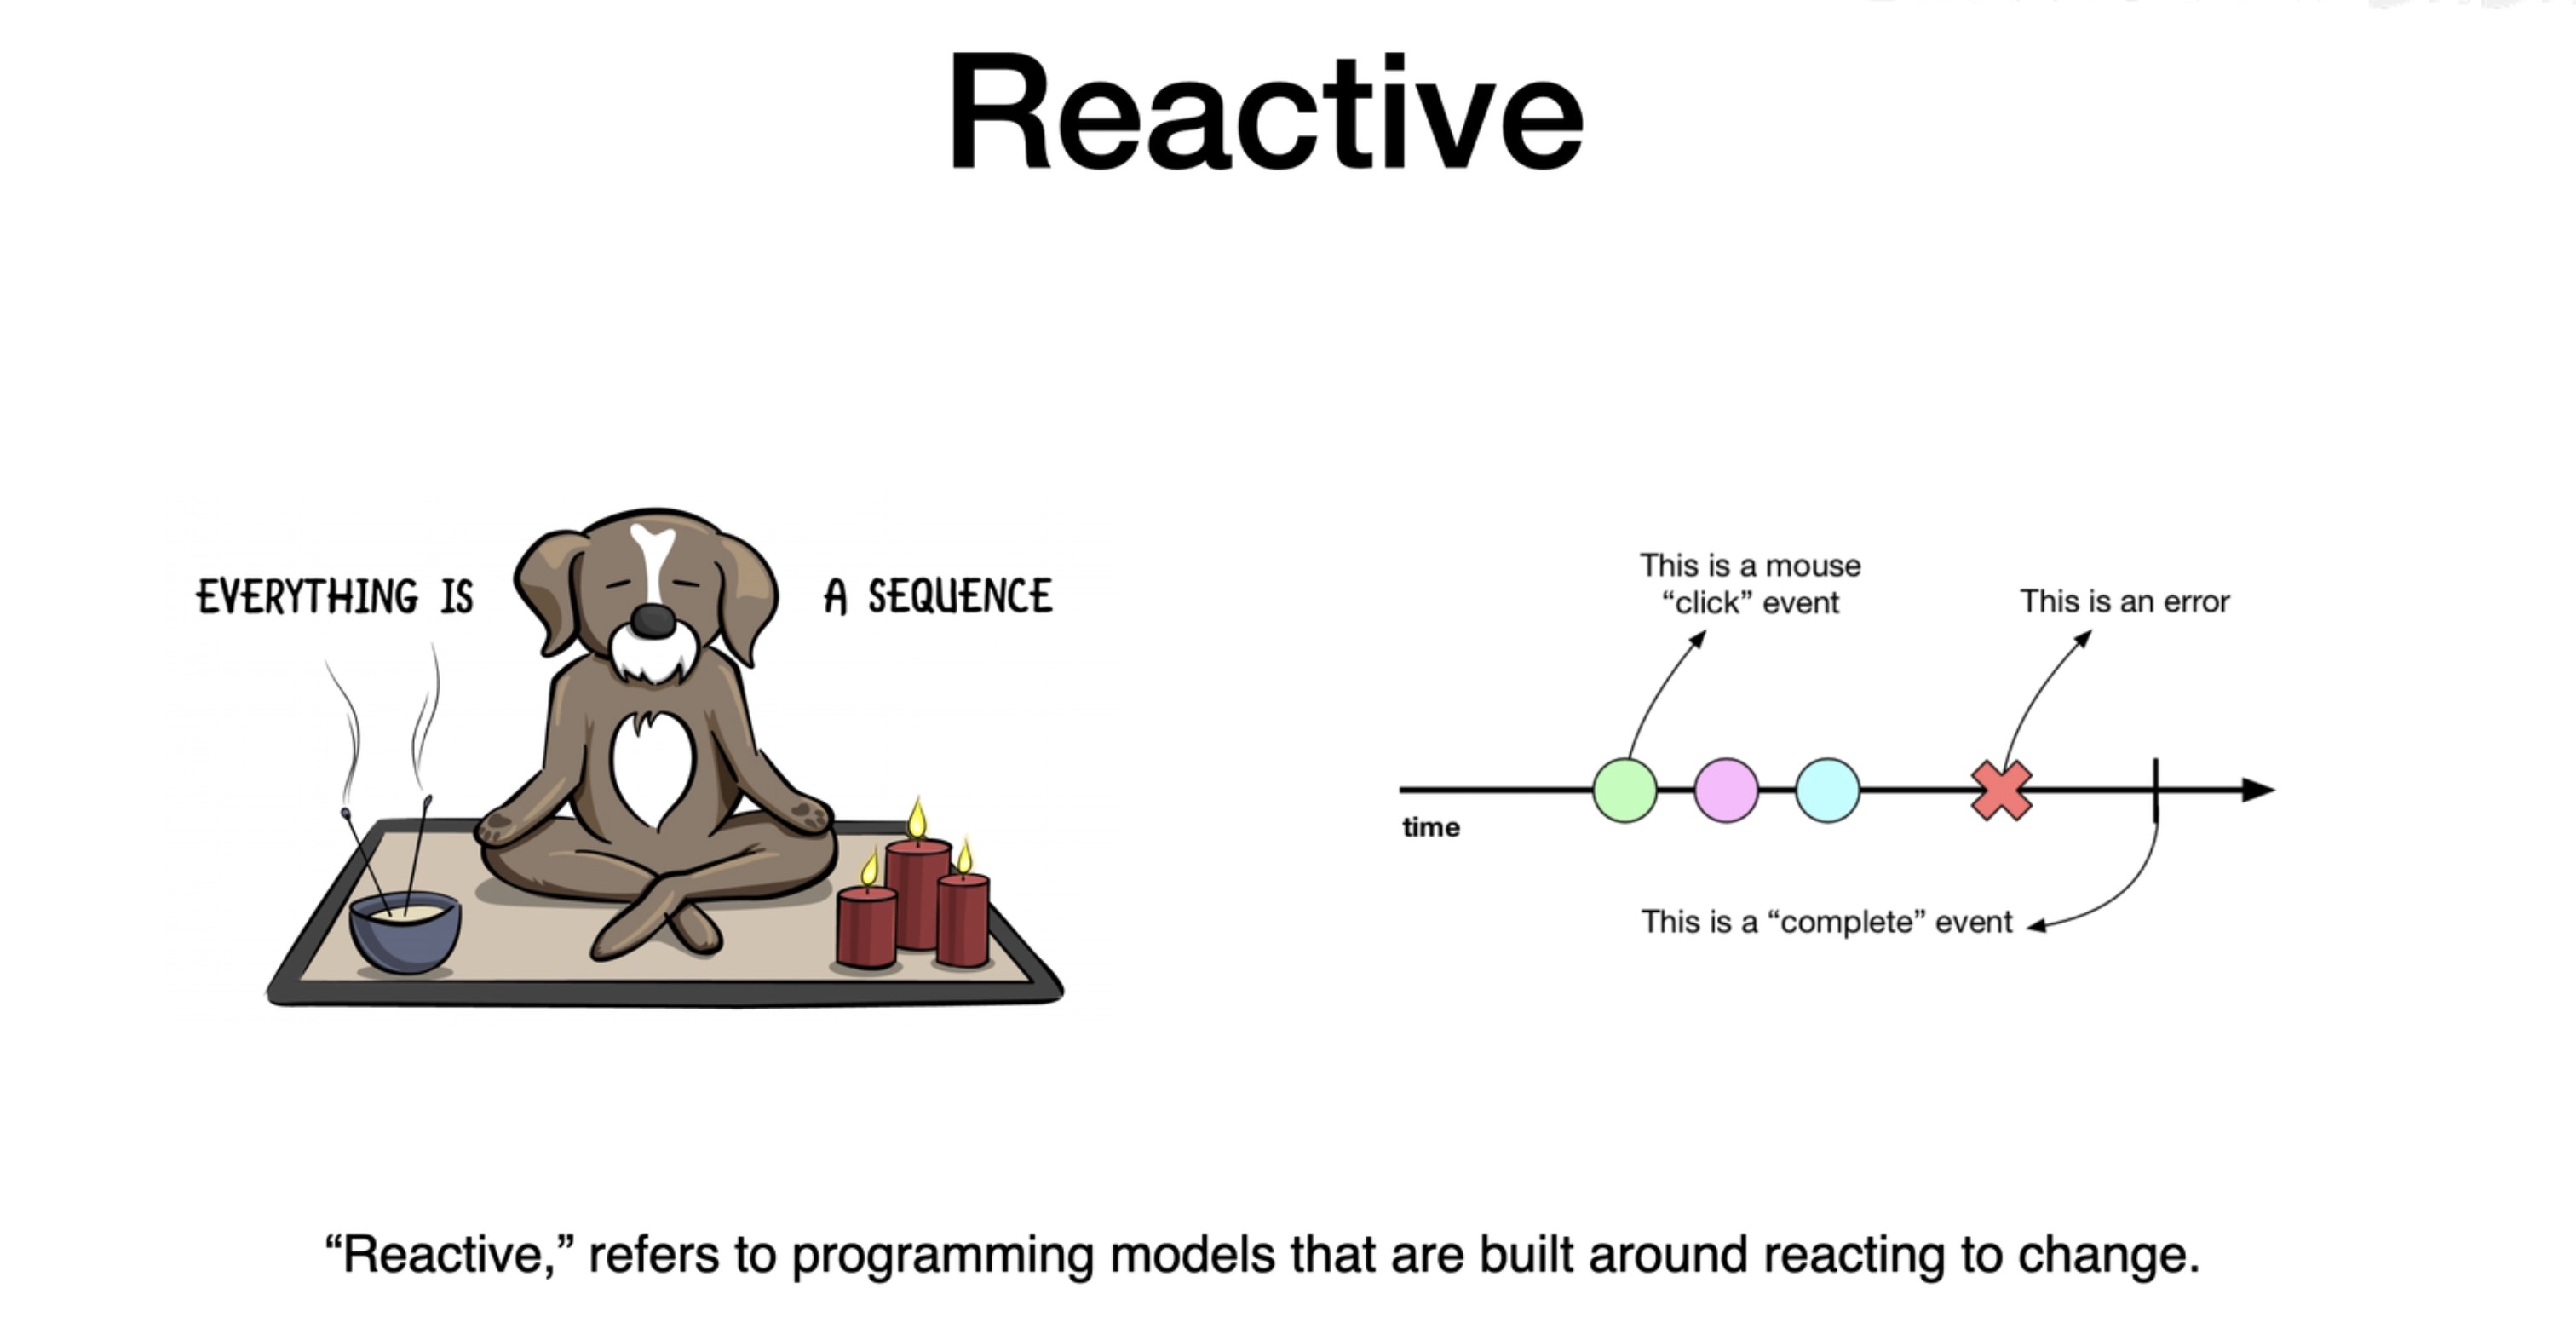 Reactive
EVERYTHING IS A SEQUENCE
This is a mouse
“click” event
This is an error
time
This is a “complete” event
“Reactive,” refers to programming models that are built around reacting to change.